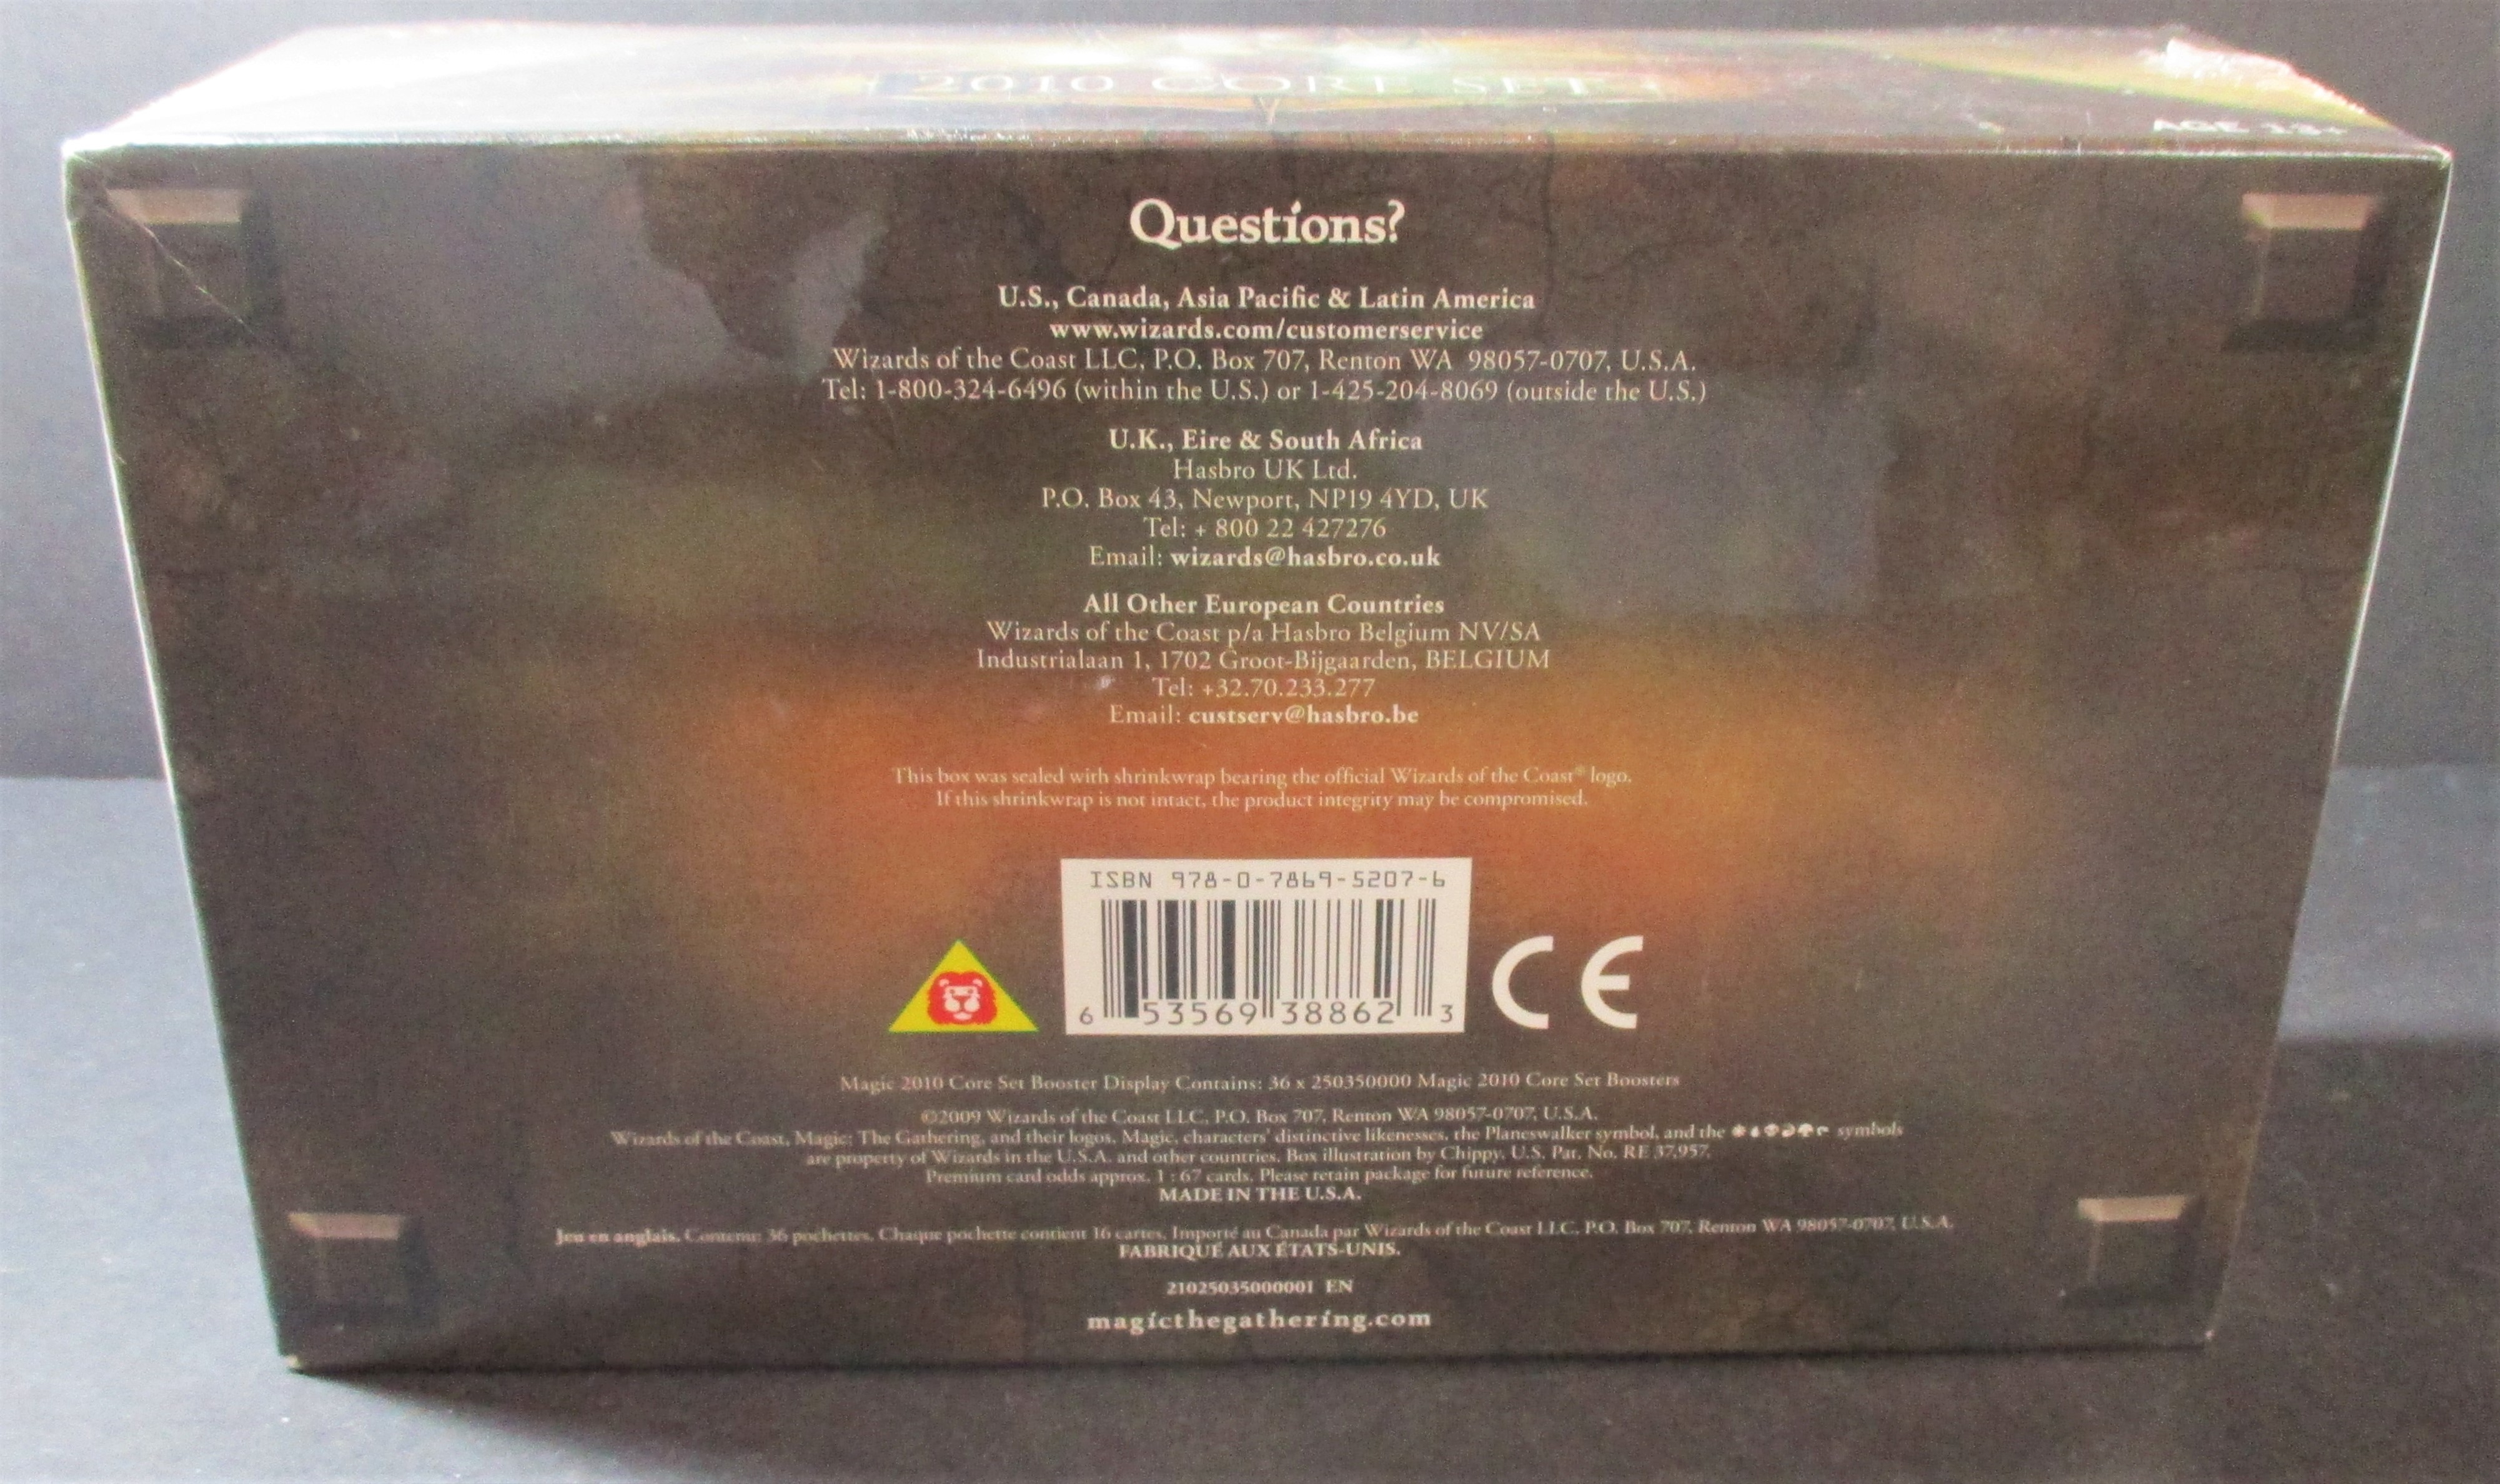 2010 CORE SET
AGE 13+
Questions?
U.S., Canada, Asia Pacific & Latin America
www.wizards.com/customerservice
Wizards of the Coast LLC, P.O. Box 707, Renton WA 98057-0707, U.S.A.
Tel: 1-800-324-6496 (within the U.S.) or 1-425-204-8069 (outside the U.S.)
U.K., Eire & South Africa
Hasbro UK Ltd.
P.O. Box 43, Newport, NP19 4YD, UK
Tel: + 800 22 427276
Email: wizards@hasbro.co.uk
All Other European Countries
Wizards of the Coast p/a Hasbro Belgium NV/SA
Industrialaan 1, 1702 Groot-Bijgaarden, BELGIUM
Tel: +32.70.233.277
Email: custserv@hasbro.be
This box was sealed with shrinkwrap bearing the official Wizards of the Coast® logo.
If this shrinkwrap is not intact, the product integrity may be compromised.
ISBN 978-0-7869-5207-6
6 53569 38862 3
CE
Magic 2010 Core Set Booster Display Contains: 36 x 250350000 Magic 2010 Core Set Boosters
©2009 Wizards of the Coast LLC, P.O. Box 707, Renton WA 98057-0707, U.S.A.
Wizards of the Coast, Magic: The Gathering, and their logos, Magic, characters' distinctive likenesses, the Planeswalker symbol, and the symbols
are property of Wizards in the U.S.A. and other countries. Box illustration by Chippy. U.S. Pat. No. RE 37,957.
Premium card odds approx. 1 : 67 cards. Please retain package for future reference.
MADE IN THE U.S.A.
Jeu en anglais. Contenu: 36 pochettes. Chaque pochette contient 16 cartes. Importé au Canada par Wizards of the Coast LLC, P.O. Box 707, Renton WA 98057-0707, U.S.A.
FABRIQUÉ AUX ÉTATS-UNIS.
21025035000001 EN
magicthegathering.com